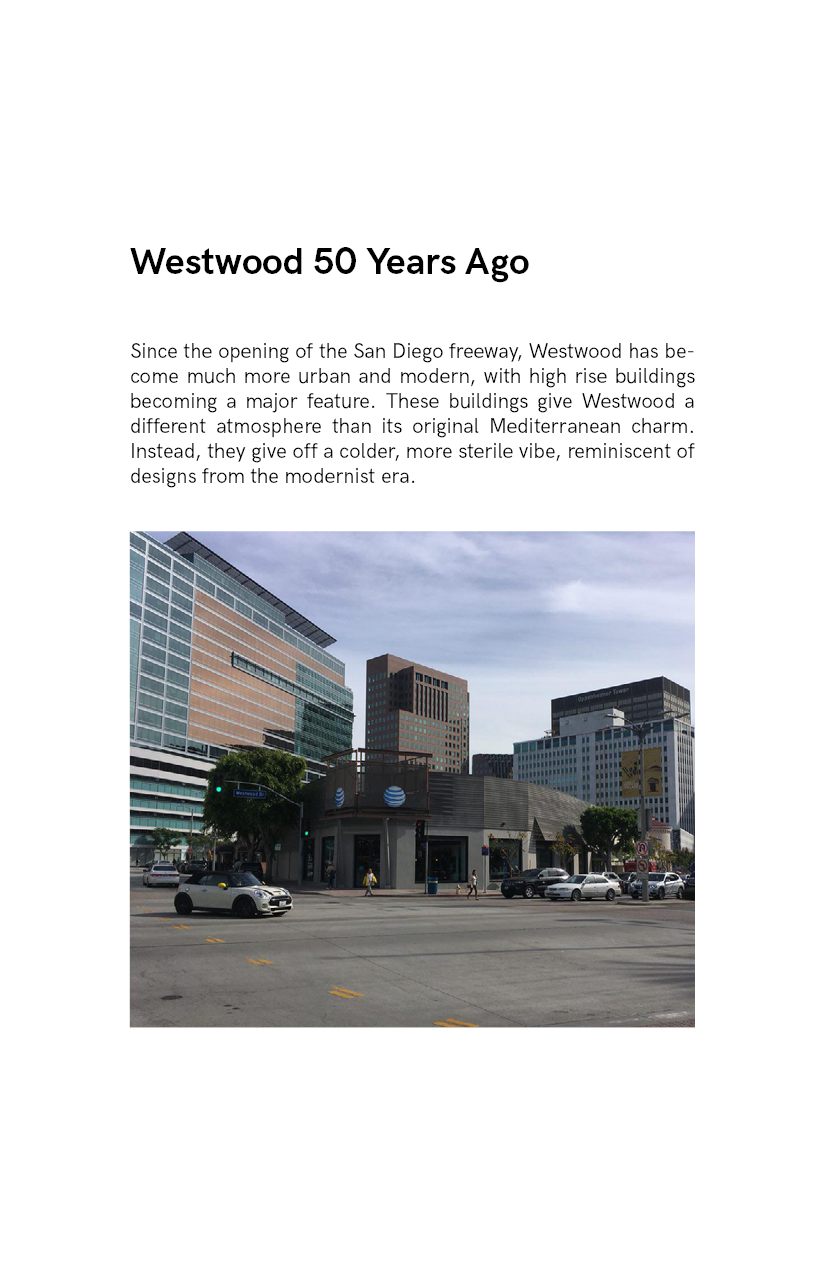 Westwood 50 Years Ago
Since the opening of the San Diego freeway, Westwood has be-
come much more urban and modern, with high rise buildings
becoming a major feature. These buildings give Westwood a
different atmosphere than its original Mediterranean charm.
Instead, they give off a colder, more sterile vibe, reminiscent of
designs from the modernist era.
Oppenheimer Tower
Westwood Bl